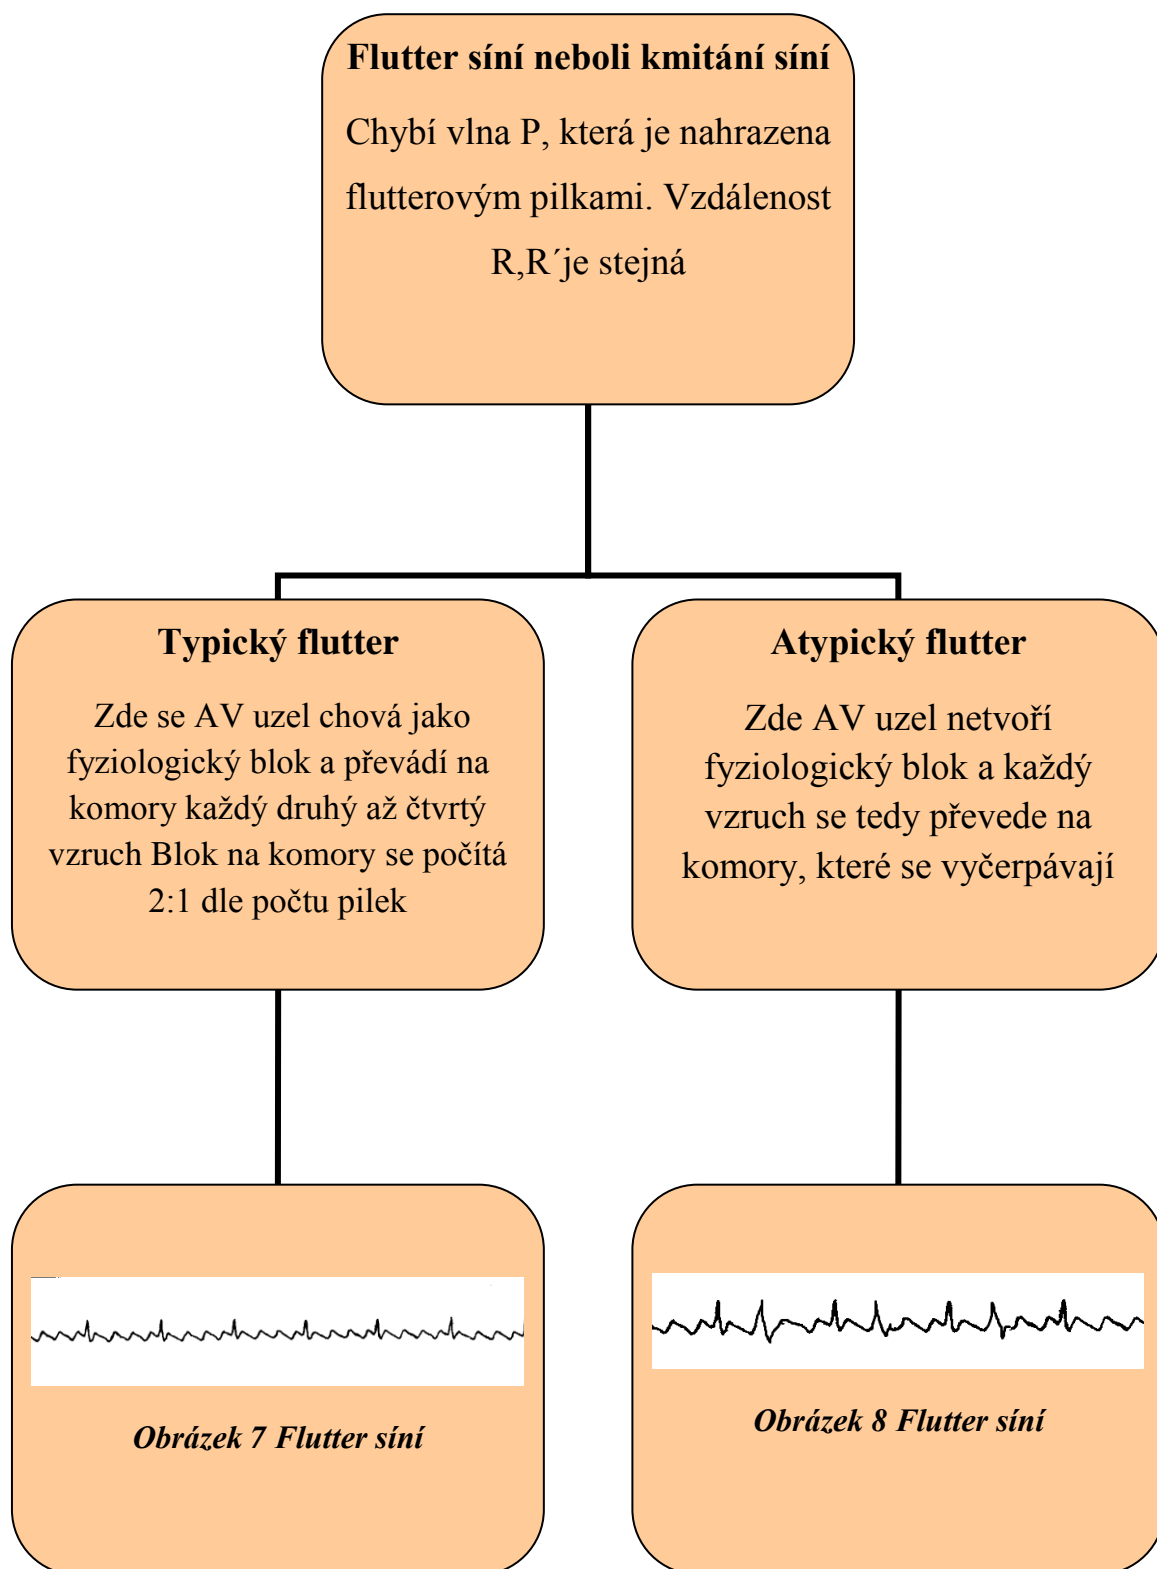 Flutter síní neboli kmitání síní
Chybí vlna P, která je nahrazena
flutterovým pilkami. Vzdálenost
R,R´je stejná
Typický flutter
Zde se AV uzel chová jako
fyziologický blok a převádí na
komory každý druhý až čtvrtý
vzruch Blok na komory se počítá
2:1 dle počtu pilek
Atypický flutter
Zde AV uzel netvoří
fyziologický blok a každý
vzruch se tedy převede na
komory, které se vyčerpávají
Obrázek 7 Flutter síní
Obrázek 8 Flutter síní